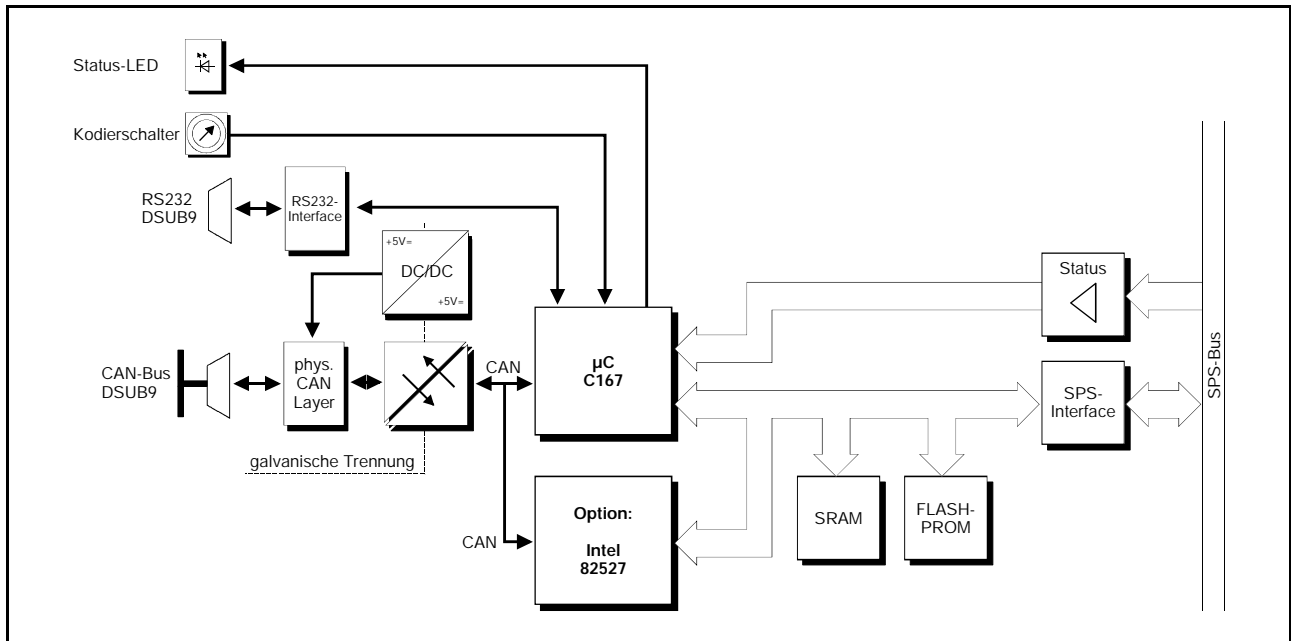 Status-LED
Kodierschalter
RS232
DSUB9
RS232-
Interface
+5V=
DC/DC
+5V=
Status
SPS-Bus
CAN-Bus
DSUB9
phys.
CAN
Layer
CAN
µC
C167
SPS-
Interface
galvanische Trennung
CAN
Option:
Intel
82527
SRAM
FLASH-
PROM